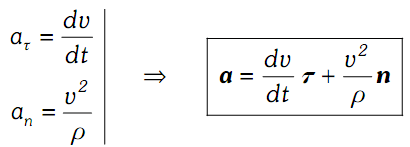 a_τ = dv/dt
a_n = v²/ρ
⇒
a = dv/dt τ + v²/ρ n